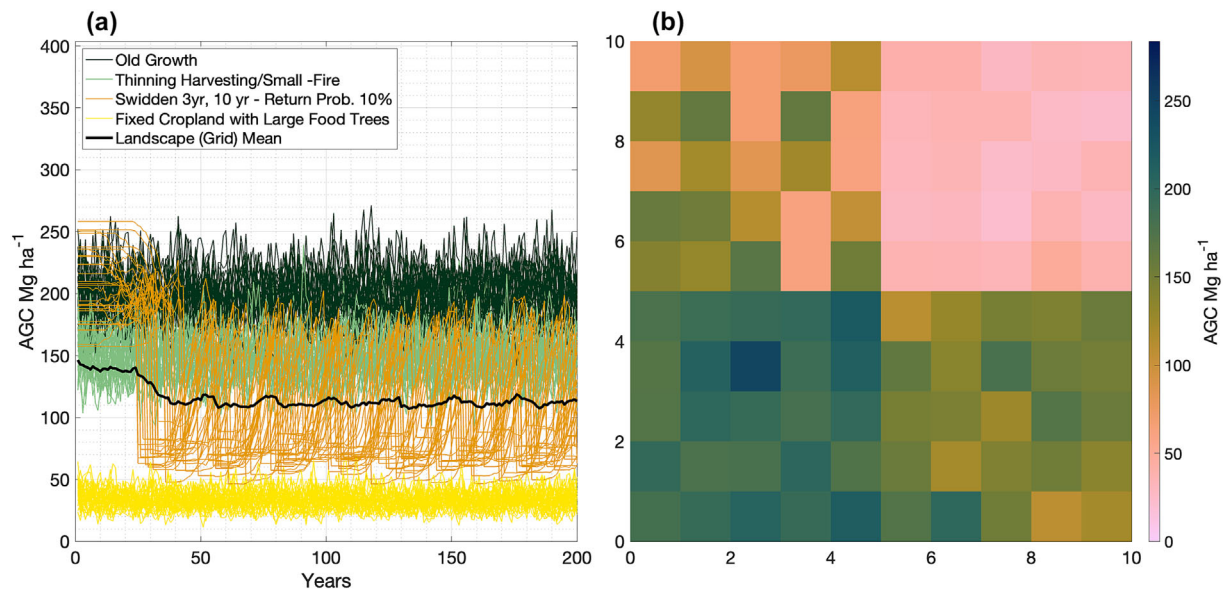 (a)
(b)
400
350
300
250
200
150
100
50
0
AGC Mg ha⁻¹
Old Growth
Thinning Harvesting/Small -Fire
Swidden 3yr, 10 yr - Return Prob. 10%
Fixed Cropland with Large Food Trees
Landscape (Grid) Mean
0 50 100 150 200
Years
10
8
6
4
2
0
0 2 4 6 8 10
250
200
150
100
50
0
AGC Mg ha⁻¹